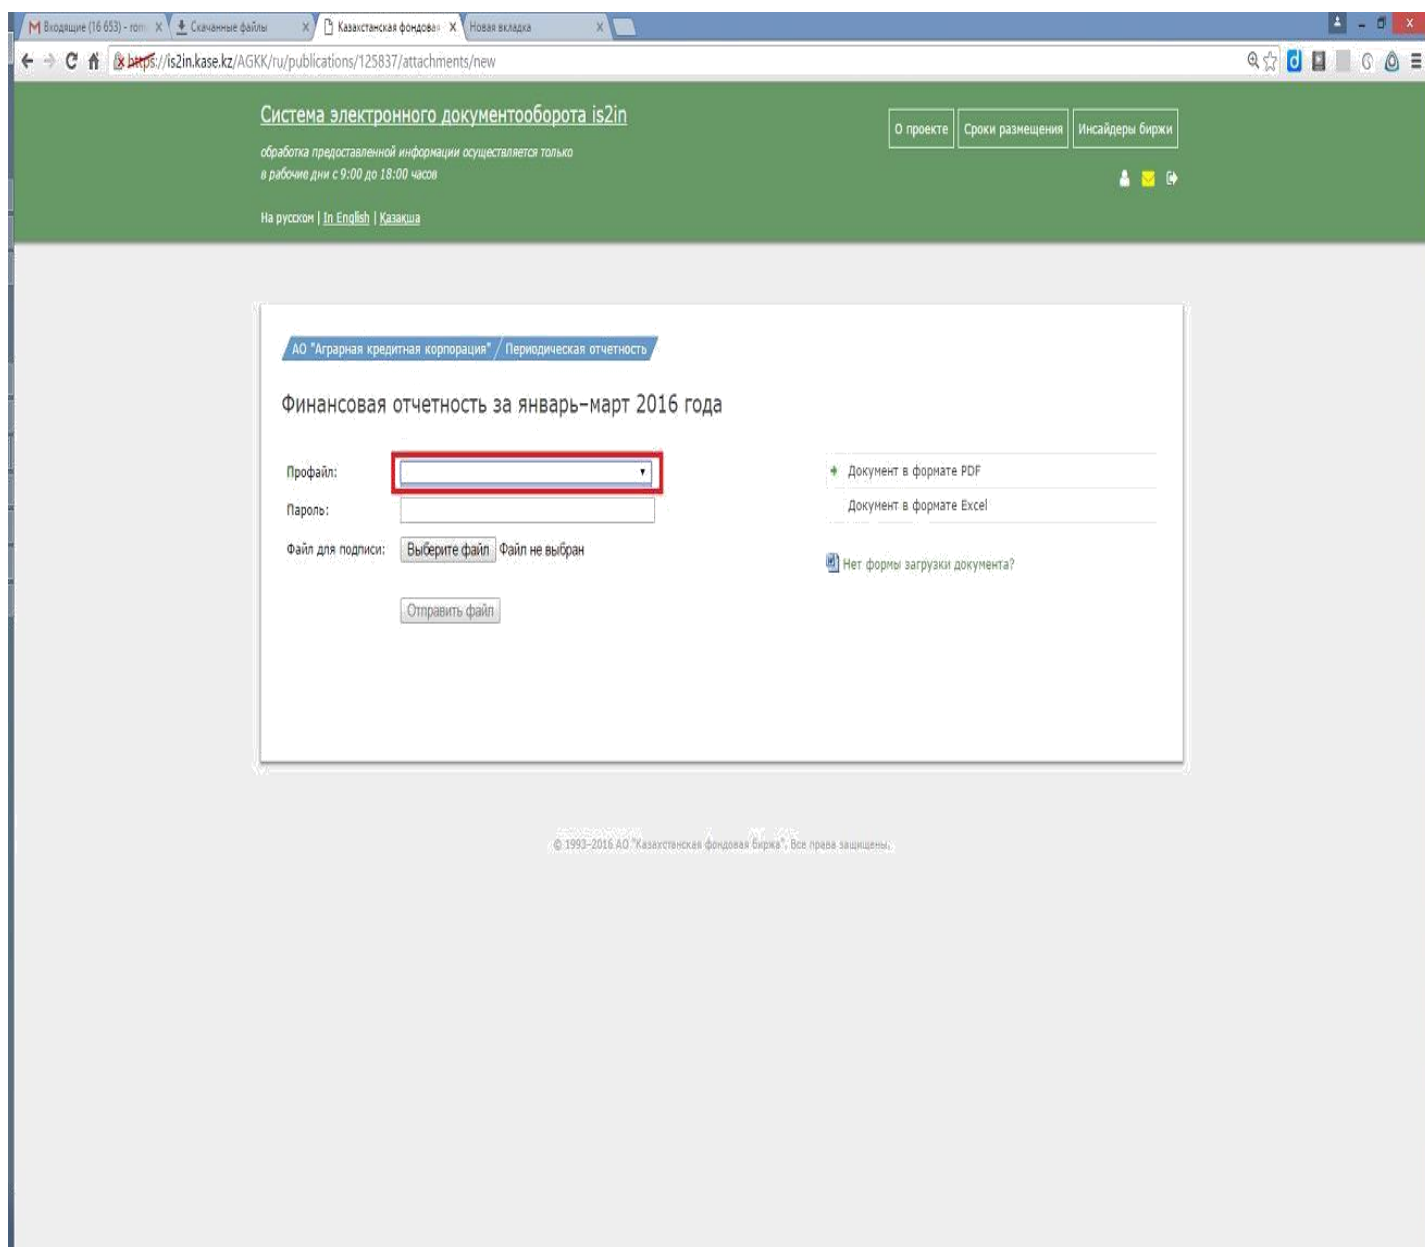 Входящие (16 653) - rom
Скачанные файлы
Казахстанская фондова
Новая вкладка
https://is2in.kase.kz/AGKK/ru/publications/125837/attachments/new
Система электронного документооборота is2in
О проекте
Сроки размещения
Инсайдеры биржи
обработка предоставленной информации осуществляется только
в рабочие дни с 9:00 до 18:00 часов
На русском | In English | Қазақша
АО "Аграрная кредитная корпорация" / Периодическая отчетность
Финансовая отчетность за январь–март 2016 года
Профайл:
Пароль:
Файл для подписи: Выберите файл Файл не выбран
Отправить файл
Документ в формате PDF
Документ в формате Excel
Нет формы загрузки документа?
© 1993–2016 АО "Казахстанская фондовая биржа". Все права защищены.